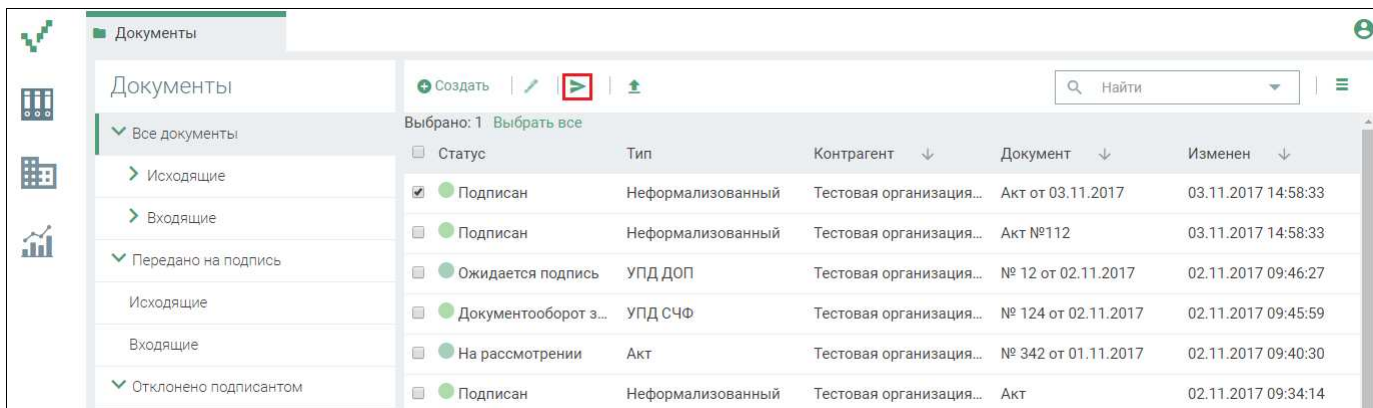 Документы
Документы
Создать
Найти
Выбрано: 1 Выбрать все
Все документы
Исходящие
Входящие
Передано на подпись
Исходящие
Входящие
Отклонено подписантом
Статус Тип Контрагент Документ Изменен
Подписан Неформализованный Тестовая организация... Акт от 03.11.2017 03.11.2017 14:58:33
Подписан Неформализованный Тестовая организация... Акт №112 03.11.2017 14:58:33
Ожидается подпись УПД ДОП Тестовая организация... № 12 от 02.11.2017 02.11.2017 09:46:27
Документооборот з... УПД СЧФ Тестовая организация... № 124 от 02.11.2017 02.11.2017 09:45:59
На рассмотрении Акт Тестовая организация... № 342 от 01.11.2017 02.11.2017 09:40:30
Подписан Неформализованный Тестовая организация... Акт 02.11.2017 09:34:14